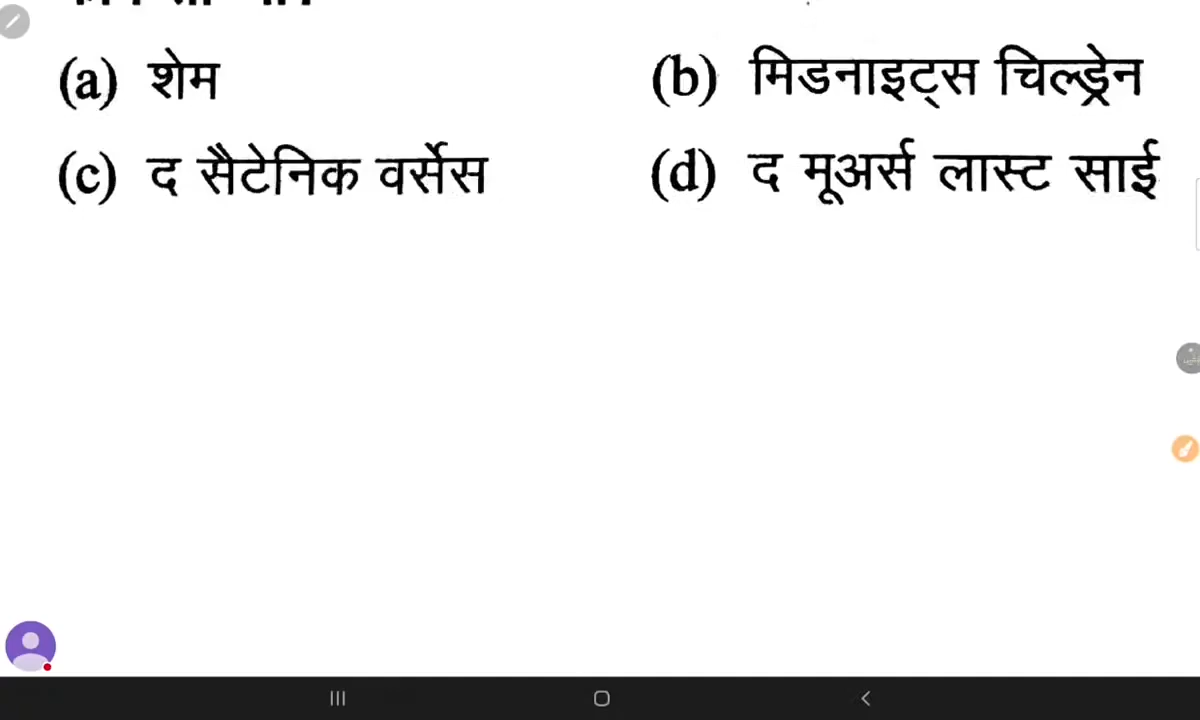 (a) शेम (b) मिडनाइट्स चिल्ड्रेन
(c) द सैटेनिक वर्सेस (d) द मूअर्स लास्ट साई